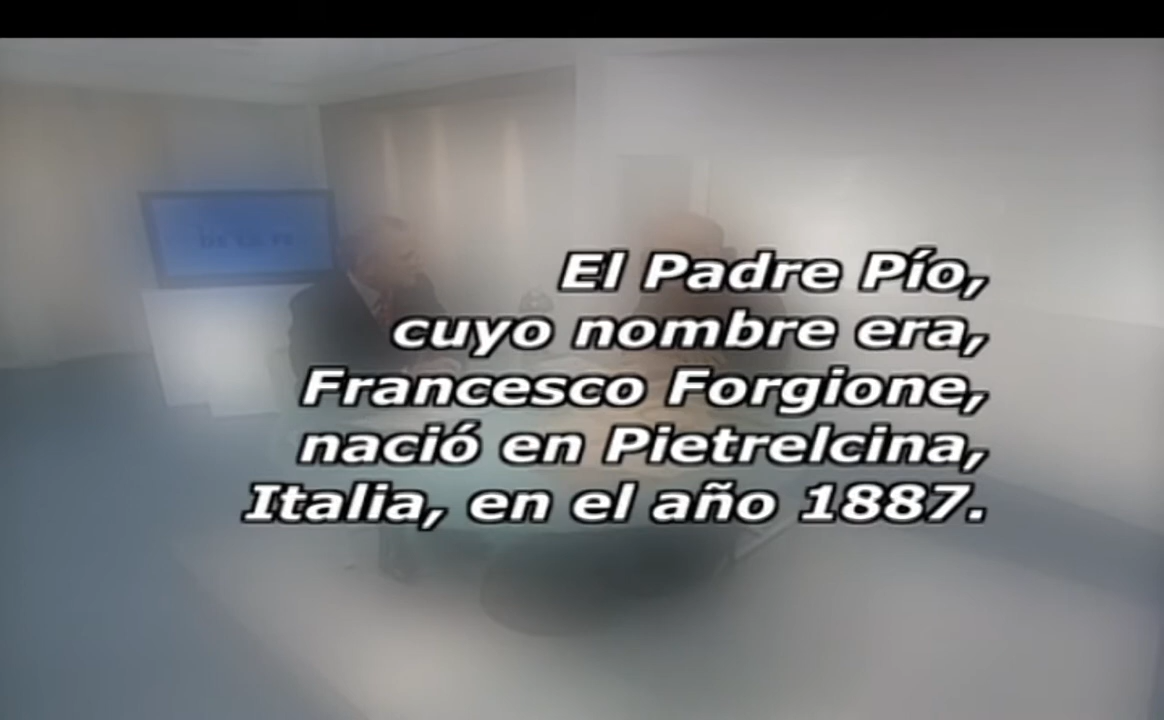 El Padre Pío,
cuyo nombre era,
Francesco Forgione,
nació en Pietrelcina,
Italia, en el año 1887.